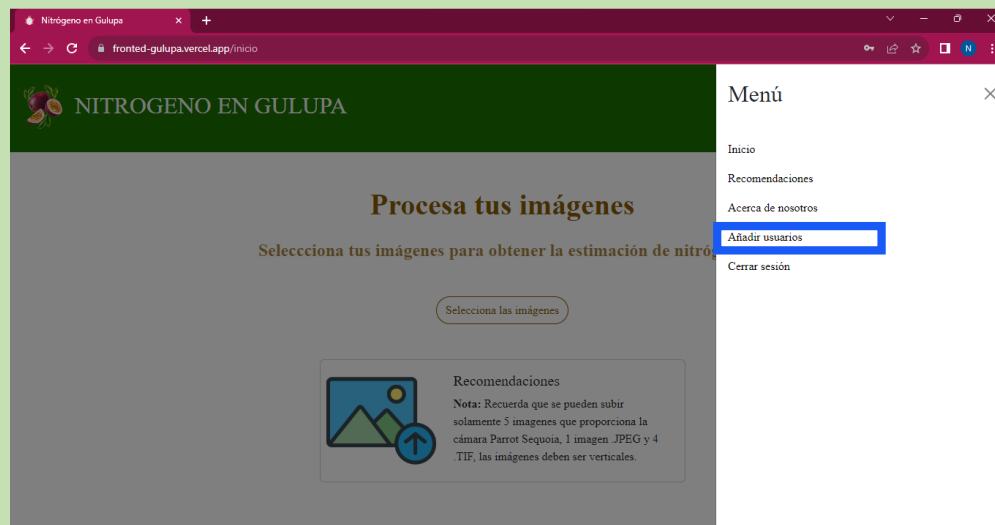 Nitrógeno en Gulupa
fronted-gulupa.vercel.app/inicio
N
NITROGENO EN GULUPA
Menú
Inicio
Recomendaciones
Acerca de nosotros
Añadir usuarios
Cerrar sesión
Procesa tus imágenes
Seleccciona tus imágenes para obtener la estimación de
Selecciona las imágenes
Recomendaciones
Nota: Recuerda que se pueden subir
solamente 5 imagenes que proporciona la
cámara Parrot Sequoia, 1 imagen .JPEG y 4
.TIF, las imágenes deben ser verticales.